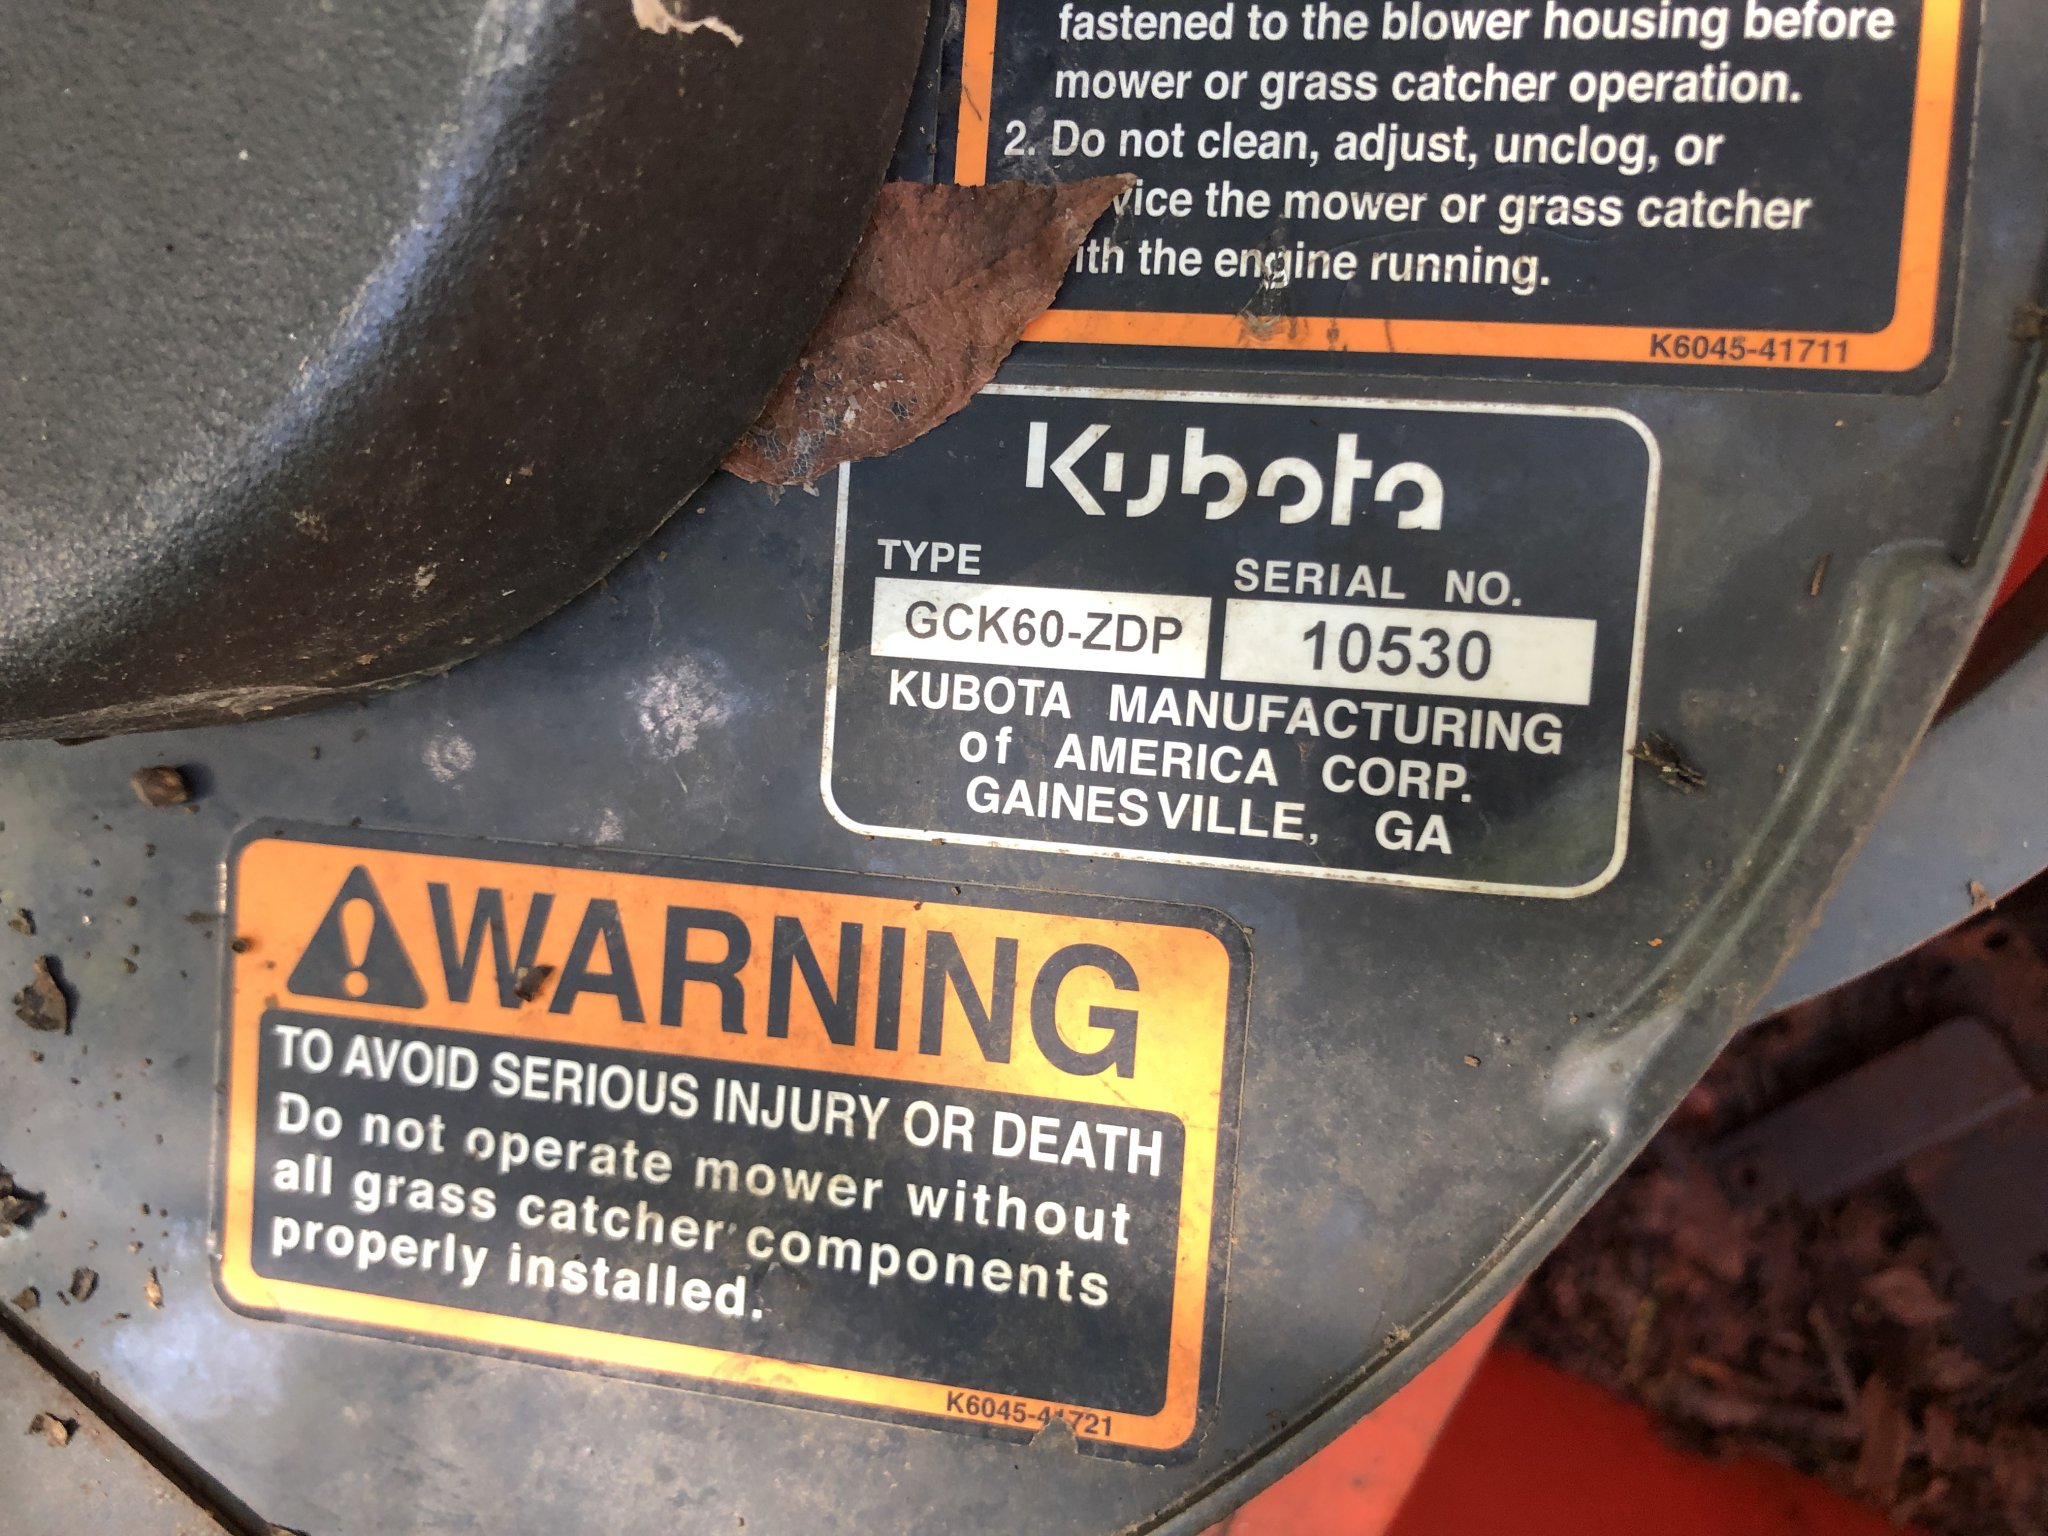 fastened to the blower housing before
mower or grass catcher operation.
2. Do not clean, adjust, unclog, or
vice the mower or grass catcher
ith the engine running.
K6045-41711
Kubota
TYPE
SERIAL NO.
GCK60-ZDP
10530
KUBOTA MANUFACTURING
of AMERICA CORP.
GAINESVILLE, GA
WARNING
TO AVOID SERIOUS INJURY OR DEATH
Do not operate mower without
all grass catcher components
properly installed.
K6045-41721